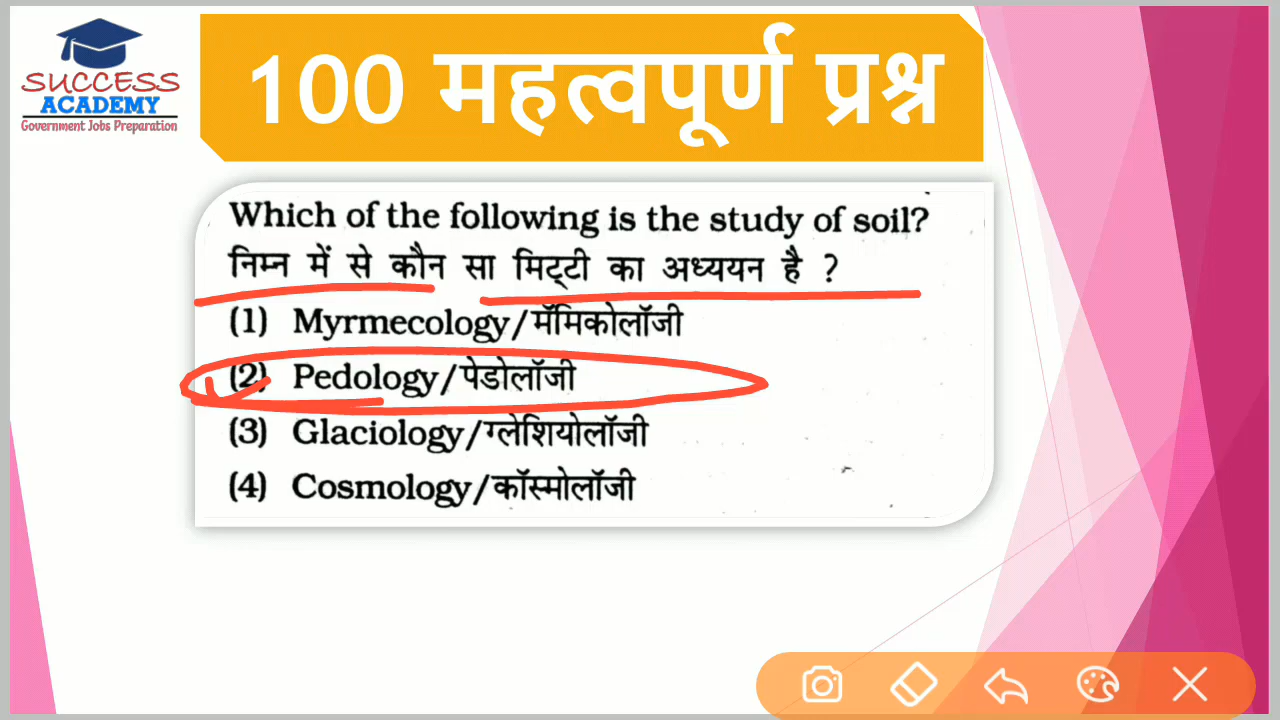 SUCCESS
ACADEMY
Government Jobs Preparation
100 महत्वपूर्ण प्रश्न
Which of the following is the study of soil?
निम्न में से कौन सा मिट्टी का अध्ययन है ?
(1) Myrmecology/मॅमिकोलॉजी
(2) Pedology/पेडोलॉजी
(3) Glaciology/ग्लेशियोलॉजी
(4) Cosmology/कॉस्मोलॉजी